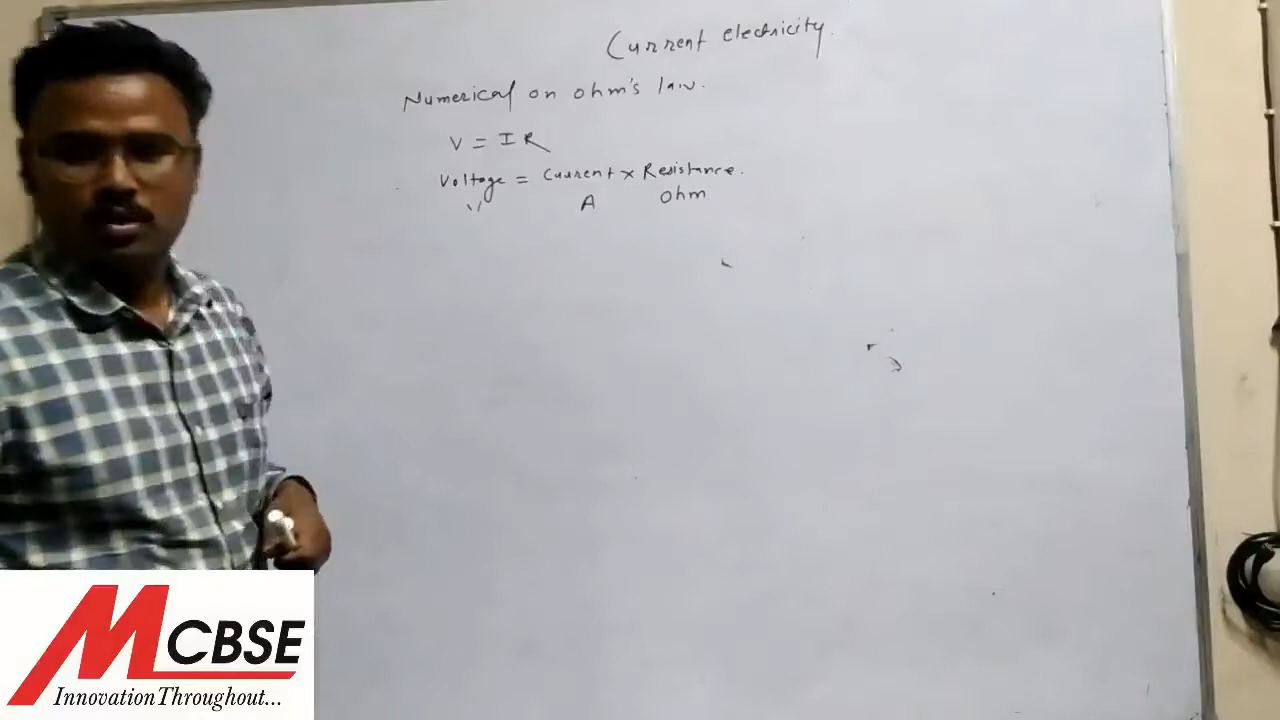 Current electricity.
Numerical on ohm's law.
V = IR
Voltage = Current × Resistance.
V A Ohm
MCBSE
Innovation Throughout...